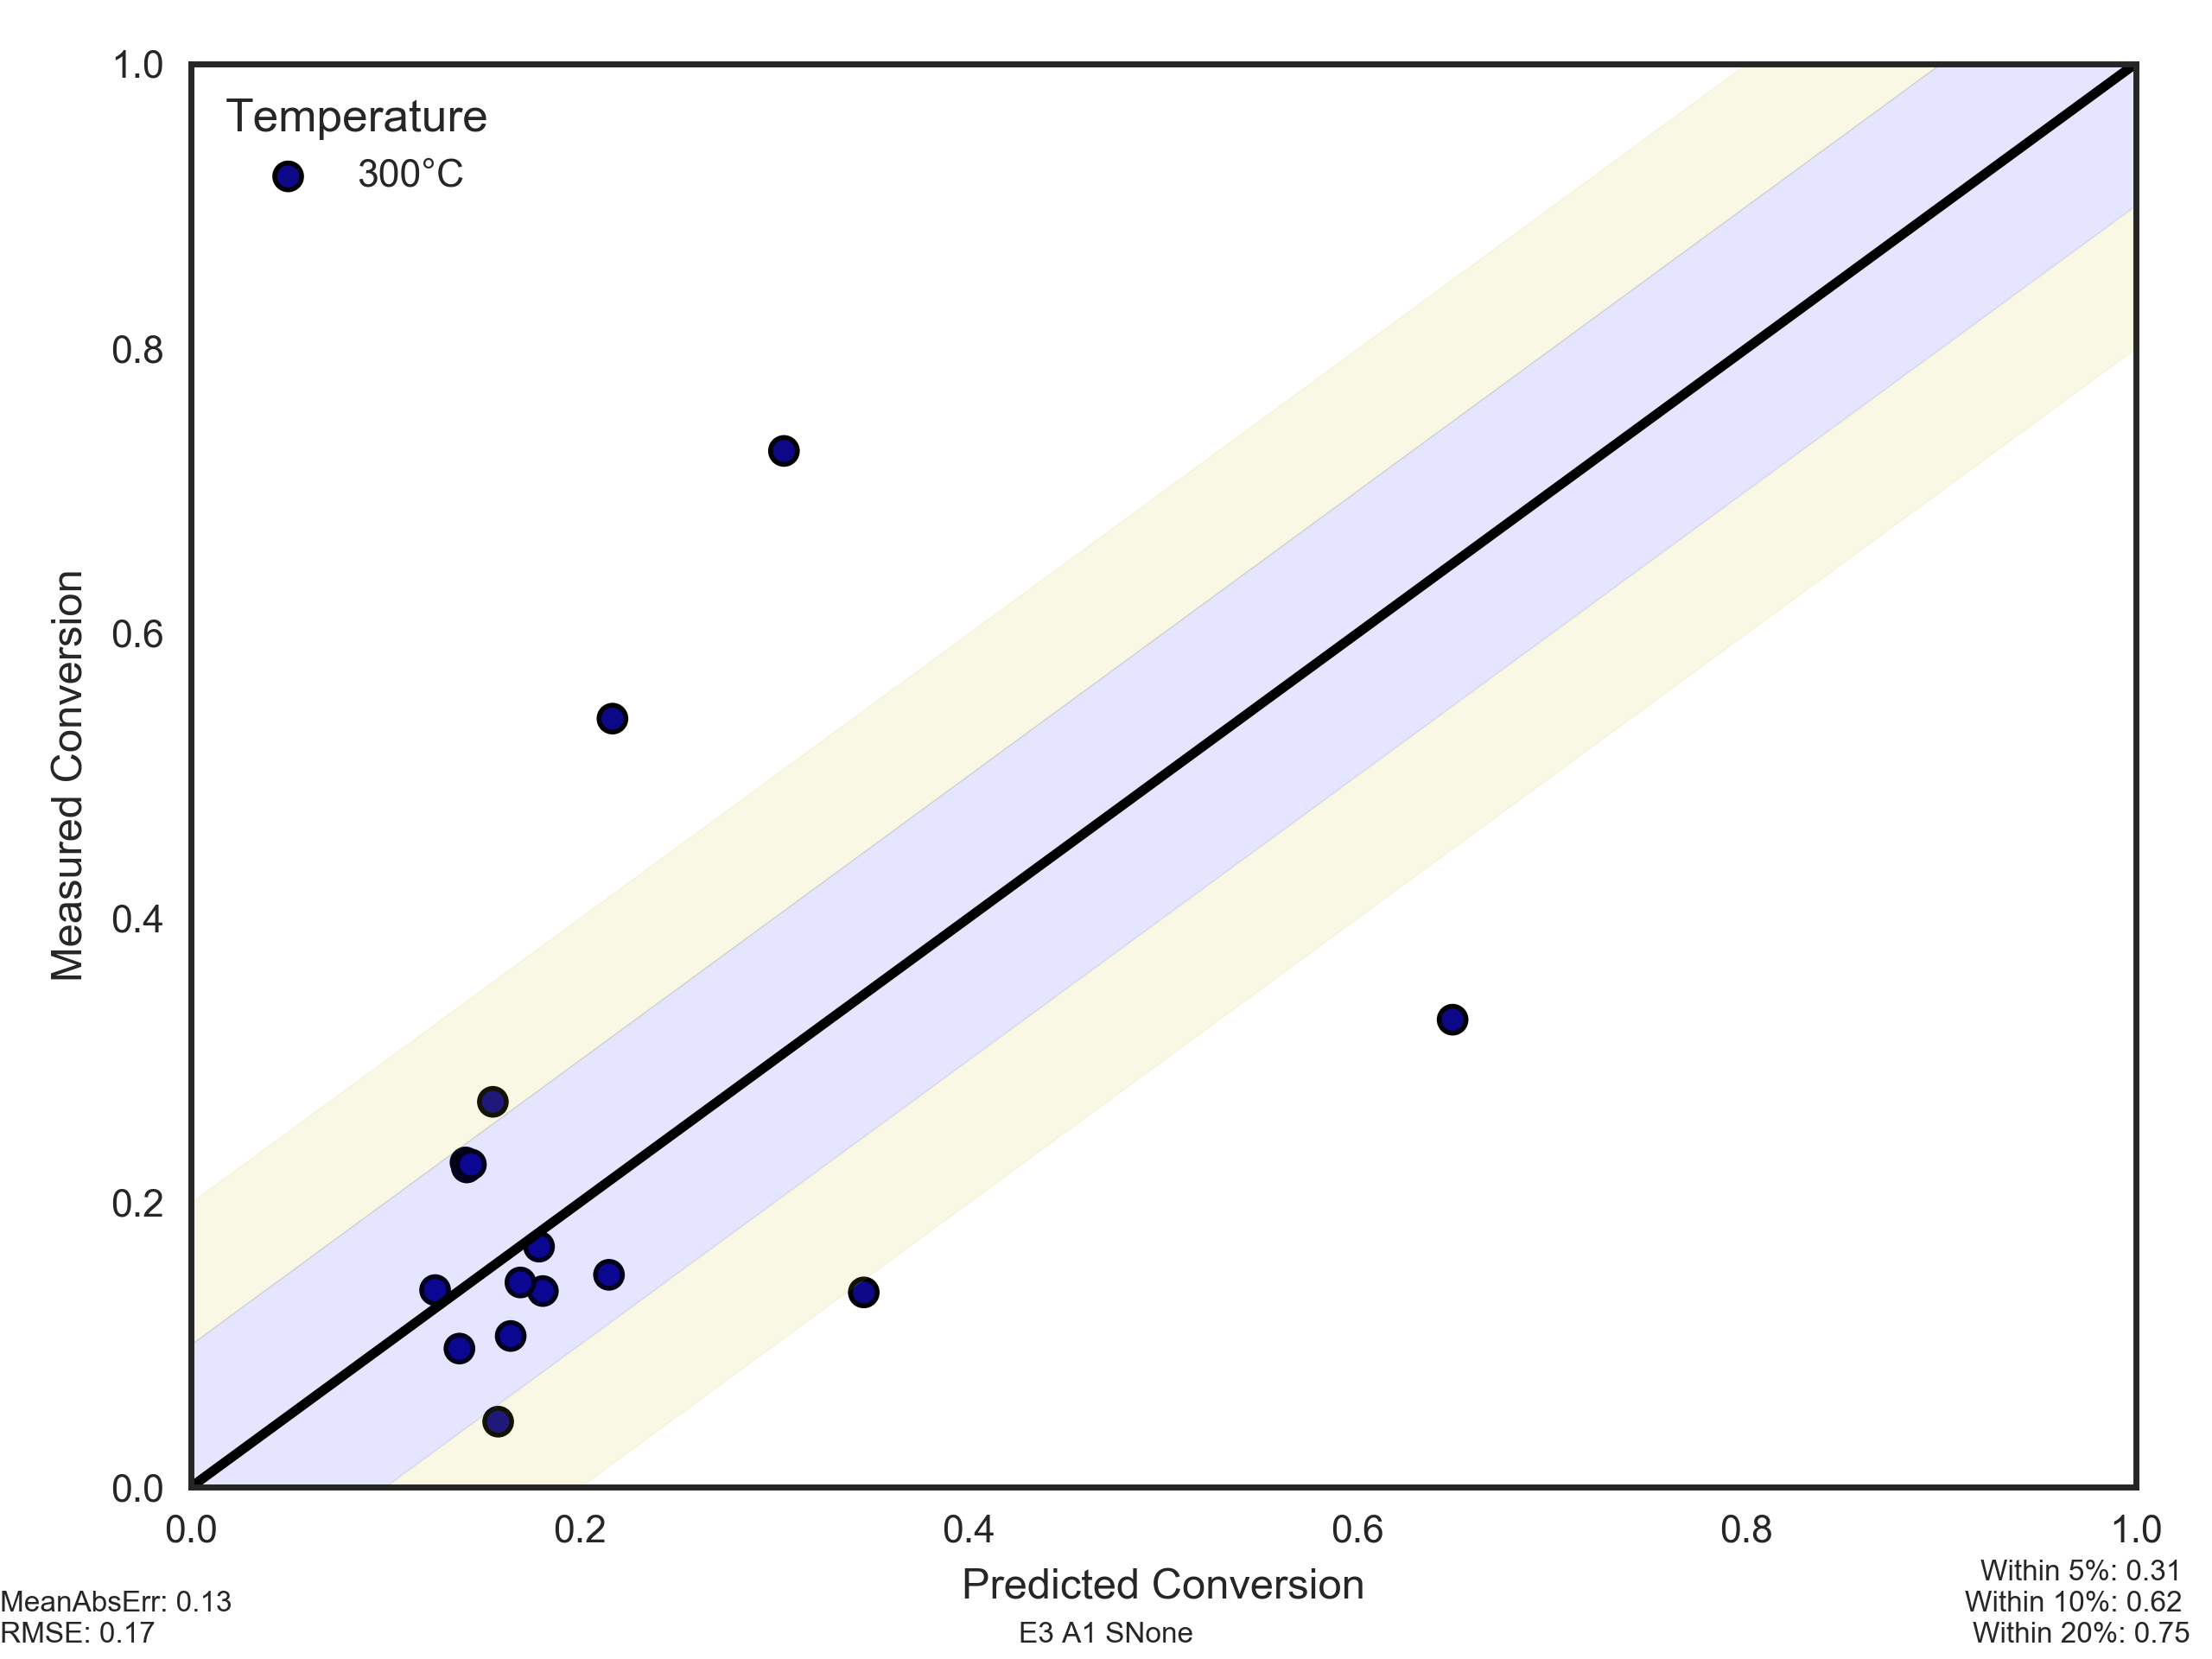 1.0
Temperature
300°C
0.8
0.6
Measured Conversion
0.4
0.2
0.0
0.0 0.2 0.4 0.6 0.8 1.0
Predicted Conversion
E3 A1 SNone
MeanAbsErr: 0.13
RMSE: 0.17
Within 5%: 0.31
Within 10%: 0.62
Within 20%: 0.75